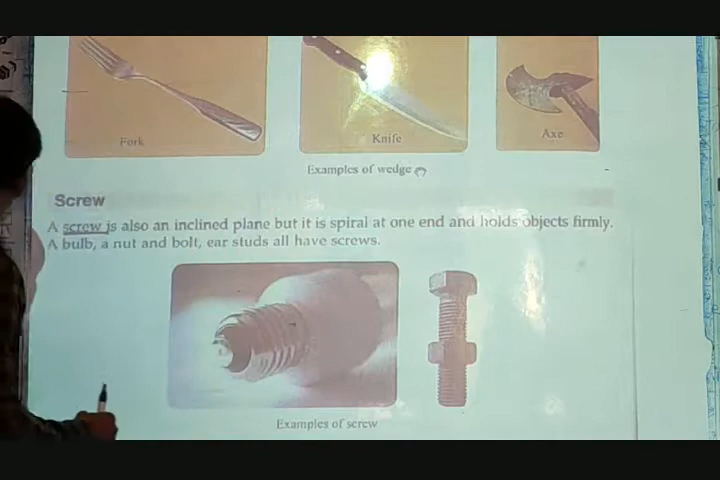 Fork
Knife
Axe
Examples of wedge
Screw
A screw is also an inclined plane but it is spiral at one end and holds objects firmly.
A bulb, a nut and bolt, ear studs all have screws.
Examples of screw